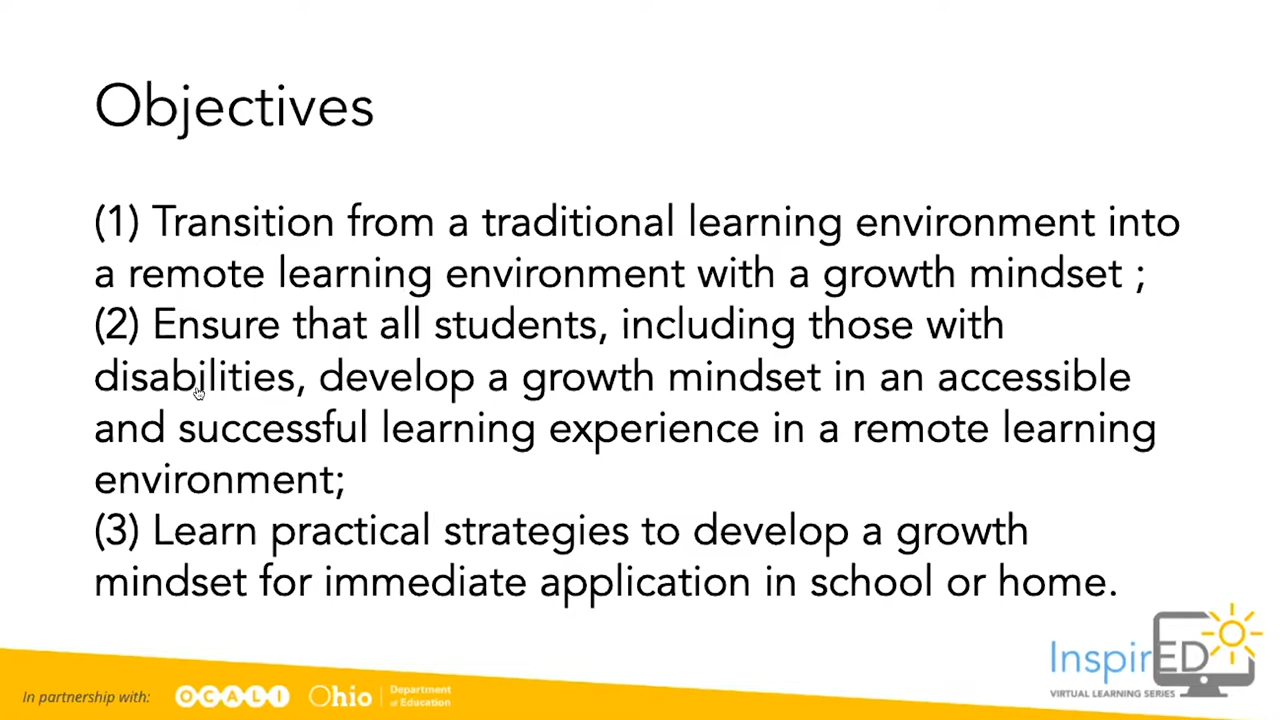 Objectives
(1) Transition from a traditional learning environment into
a remote learning environment with a growth mindset ;
(2) Ensure that all students, including those with
disabilities, develop a growth mindset in an accessible
and successful learning experience in a remote learning
environment;
(3) Learn practical strategies to develop a growth
mindset for immediate application in school or home.
InspirED
VIRTUAL LEARNING SERIES
In partnership with:
OCALI
Ohio
Department
of Education